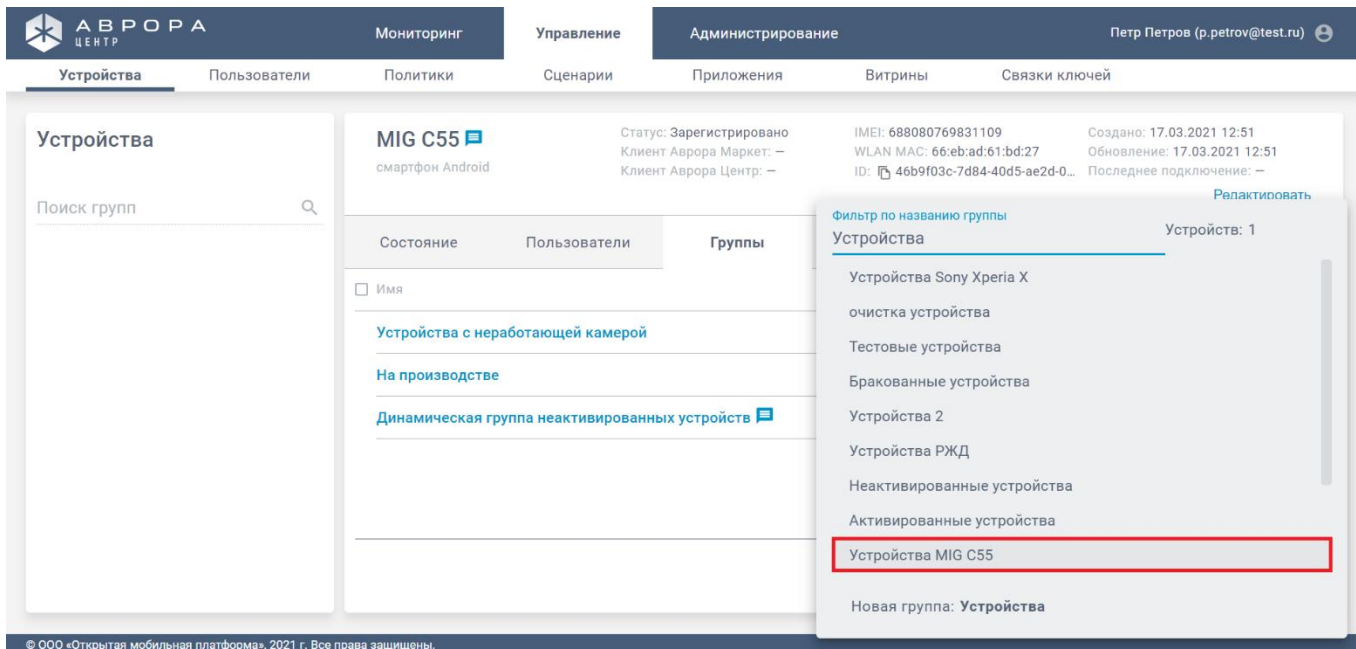 АВРОРА
ЦЕНТР
Мониторинг Управление Администрирование Петр Петров (p.petrov@test.ru)
Устройства Пользователи Политики Сценарии Приложения Витрины Связки ключей
Устройства
Поиск групп
MIG C55
смартфон Android
Статус: Зарегистрировано
Клиент Аврора Маркет: —
Клиент Аврора Центр: —
IMEI: 688080769831109
WLAN MAC: 66:eb:ad:61:bd:27
ID: 46b9f03c-7d84-40d5-ae2d-0...
Создано: 17.03.2021 12:51
Обновление: 17.03.2021 12:51
Последнее подключение: —
Редактировать
Состояние Пользователи Группы
Имя
Устройства с неработающей камерой
На производстве
Динамическая группа неактивированных устройств
Фильтр по названию группы
Устройства
Устройств: 1
Устройства Sony Xperia X
очистка устройства
Тестовые устройства
Бракованные устройства
Устройства 2
Устройства РЖД
Неактивированные устройства
Активированные устройства
Устройства MIG C55
Новая группа: Устройства
© ООО «Открытая мобильная платформа», 2021 г. Все права защищены.